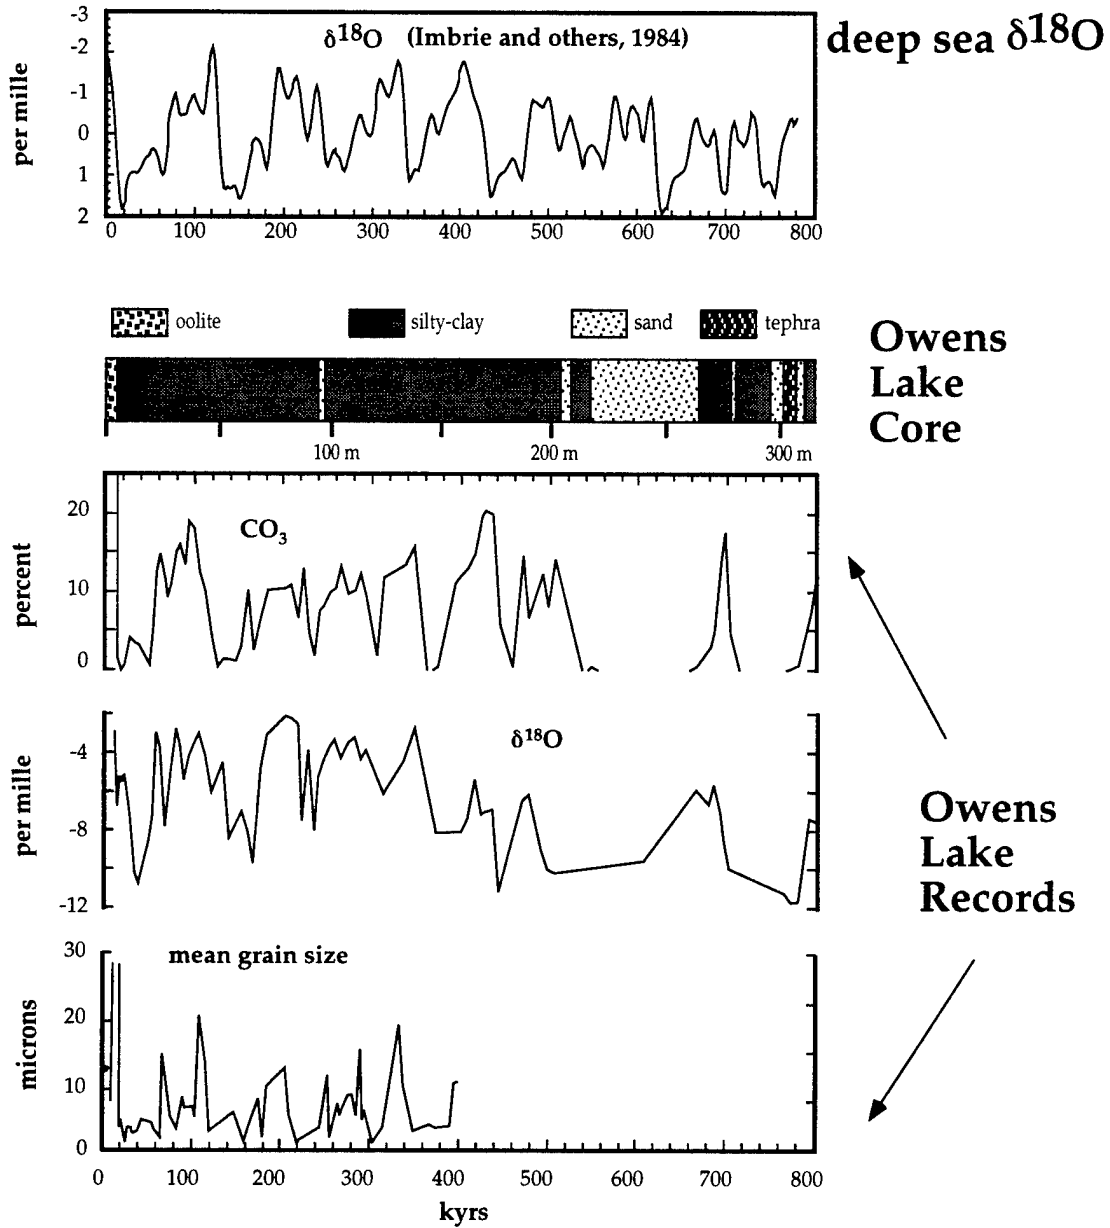 δ18O (Imbrie and others, 1984)
deep sea δ18O
per mille
-3
-2
-1
0
1
2
0 100 200 300 400 500 600 700 800
oolite silty-clay sand tephra
Owens
Lake
Core
100 m 200 m 300 m
CO3
percent
20
10
0
δ18O
per mille
-4
-8
-12
Owens
Lake
Records
mean grain size
microns
30
20
10
0
0 100 200 300 400 500 600 700 800
kyrs